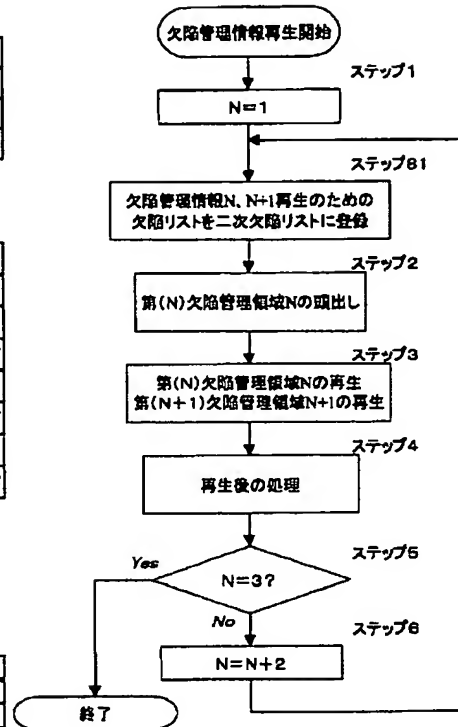 欠陥管理情報再生開始
ステップ1
N=1
ステップ81
欠陥管理情報N、N+1再生のための
欠陥リストを二次欠陥リストに登録
ステップ2
第(N)欠陥管理領域Nの頭出し
ステップ3
第(N)欠陥管理領域Nの再生
第(N+1)欠陥管理領域N+1の再生
ステップ4
再生後の処理
ステップ5
Yes
N=3?
No
ステップ6
N=N+2
終了